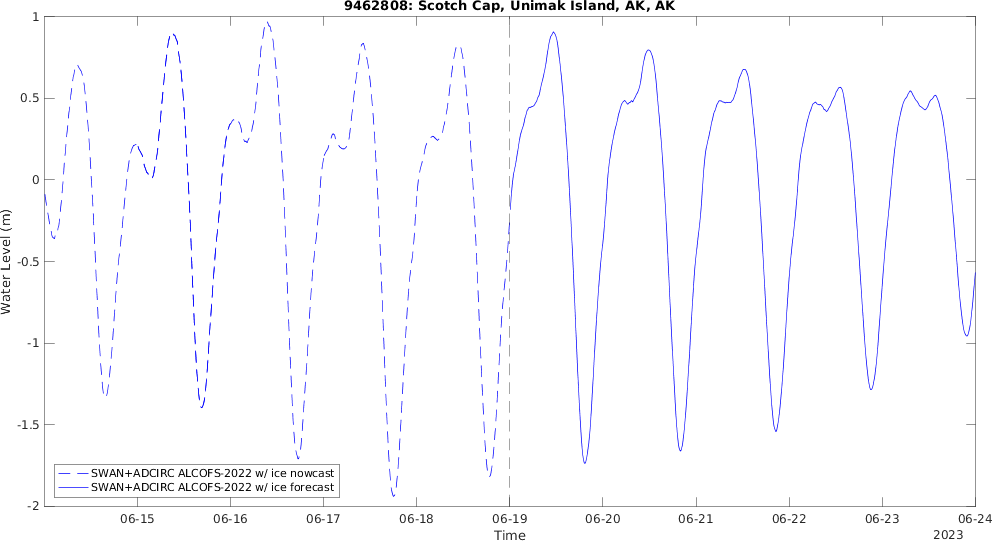 9462808: Scotch Cap, Unimak Island, AK, AK
1
0.5
0
-0.5
-1
-1.5
-2
Water Level (m)
SWAN+ADCIRC ALCOFS-2022 w/ ice nowcast
SWAN+ADCIRC ALCOFS-2022 w/ ice forecast
06-15 06-16 06-17 06-18 06-19 06-20 06-21 06-22 06-23 06-24
Time
2023